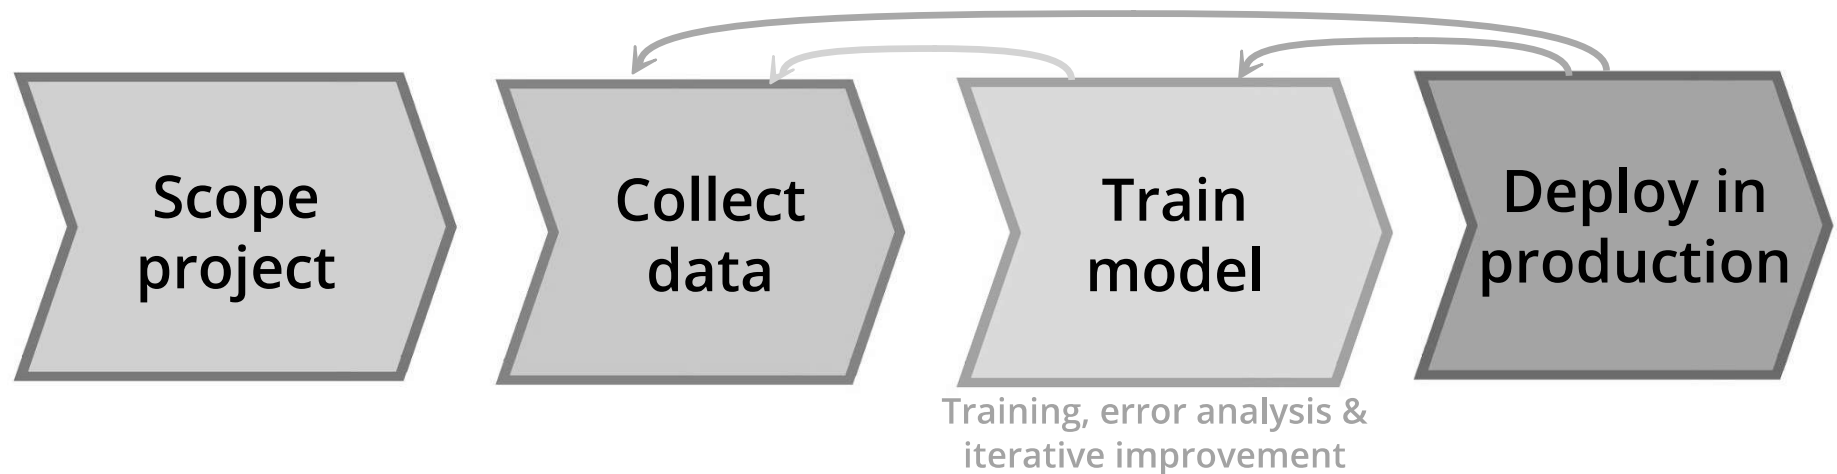 Scope
project
Collect
data
Train
model
Deploy in
production
Training, error analysis &
iterative improvement